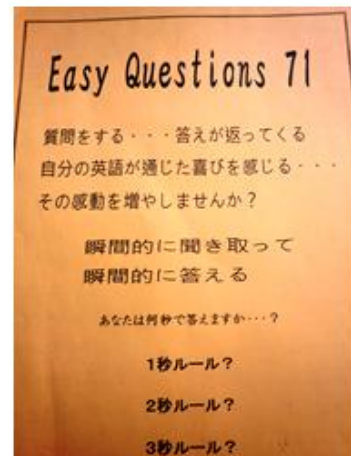 Easy Questions 71
質問をする・・・答えが返ってくる
自分の英語が通じた喜びを感じる・・・
その感動を増やしませんか？
瞬間的に聞き取って
瞬間的に答える
あなたは何秒で答えますか・・・？
1秒ルール？
2秒ルール？
3秒ルール？